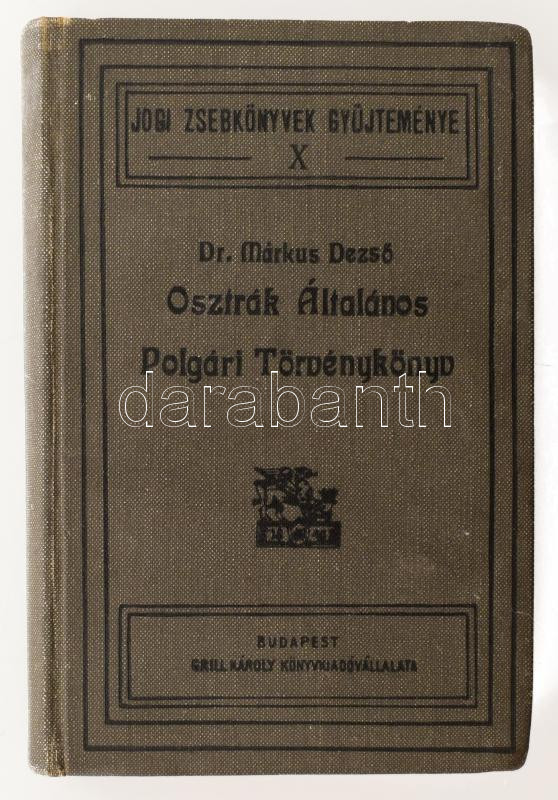 JOGI ZSEBKÖNYVEK GYŰJTEMÉNYE
X
Dr. Márkus Dezső
Osztrák Általános
Polgári Törvénykönyv
darabanth
BUDAPEST
GRILL KÁROLY KÖNYVKIADÓVÁLLALATA